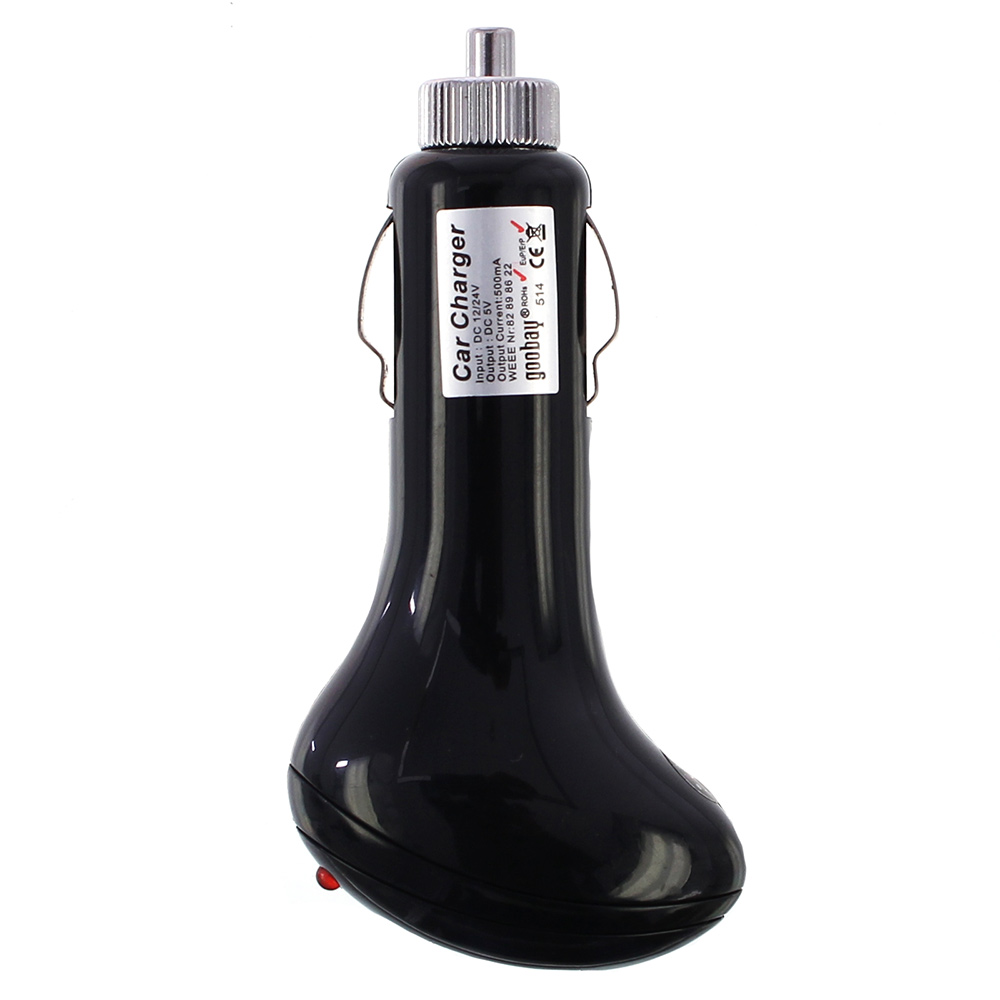 Car Charger
Input : DC 12/24V
Output : DC 5V
Output Current:500mA
WEEE Nr:82 89 86 22
goobay ® ROHs ✓ EuP/ErP ✓
514 CE